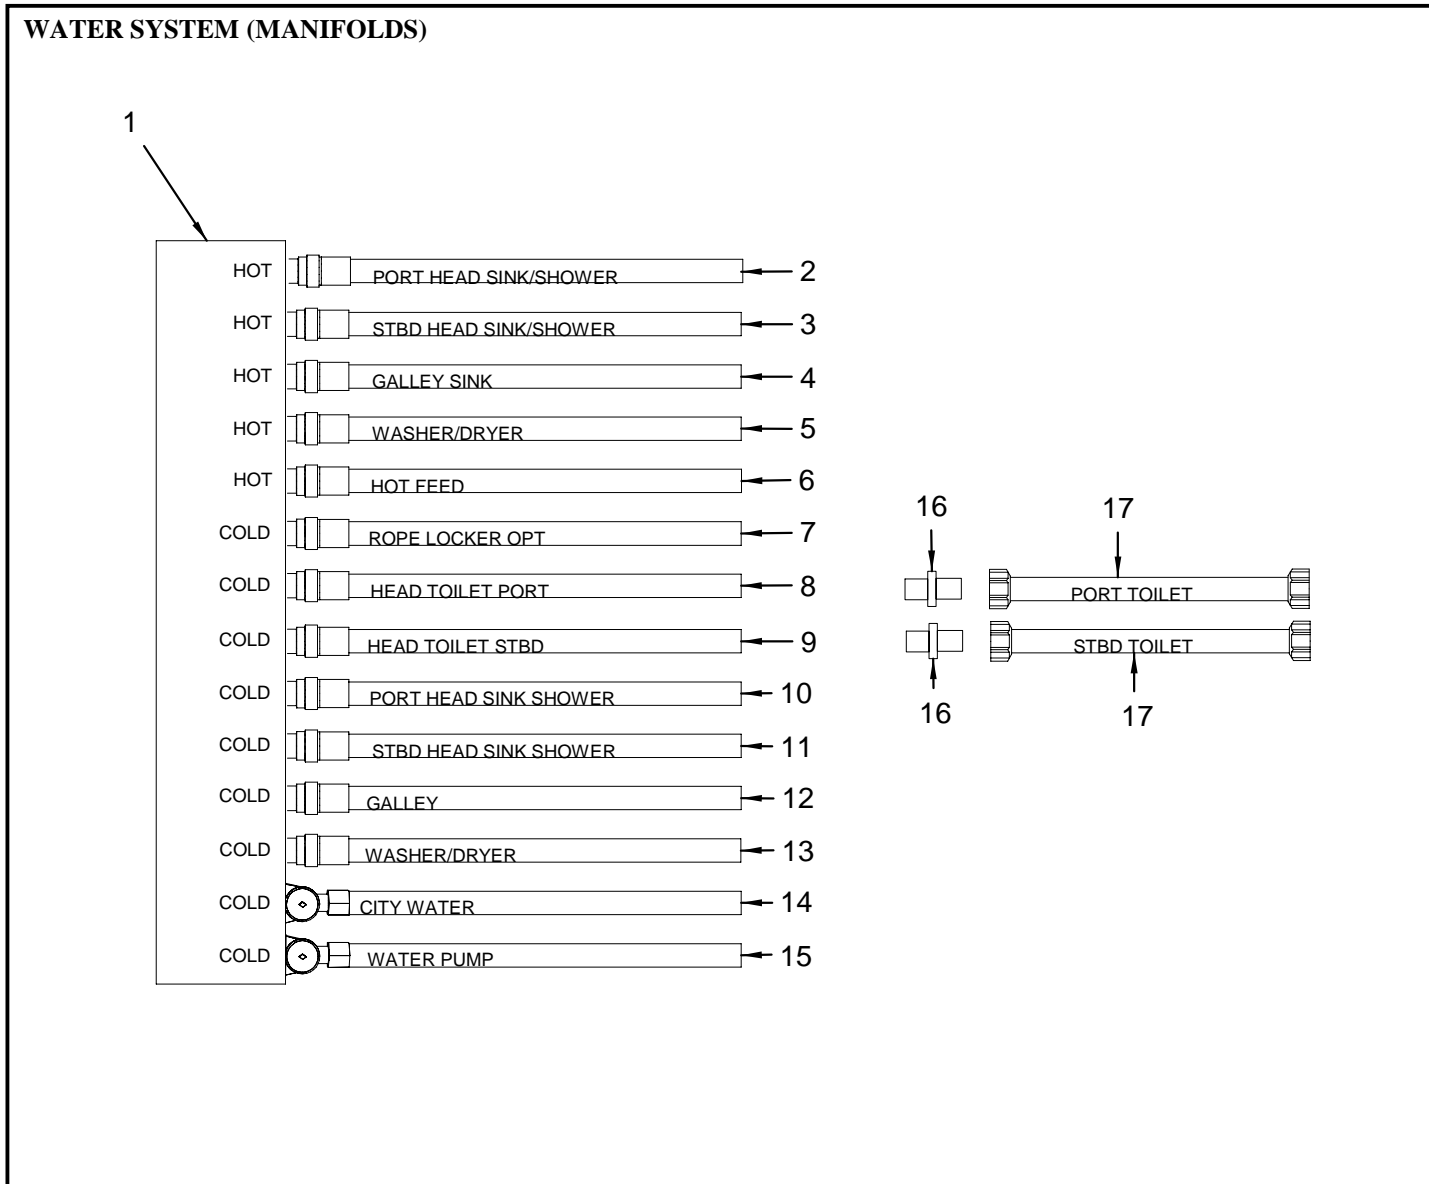 WATER SYSTEM (MANIFOLDS)
1
HOT PORT HEAD SINK/SHOWER 2
HOT STBD HEAD SINK/SHOWER 3
HOT GALLEY SINK 4
HOT WASHER/DRYER 5
HOT HOT FEED 6
COLD ROPE LOCKER OPT 7
COLD HEAD TOILET PORT 8
COLD HEAD TOILET STBD 9
COLD PORT HEAD SINK SHOWER 10
COLD STBD HEAD SINK SHOWER 11
COLD GALLEY 12
COLD WASHER/DRYER 13
COLD CITY WATER 14
COLD WATER PUMP 15
16 17
PORT TOILET
STBD TOILET
16 17